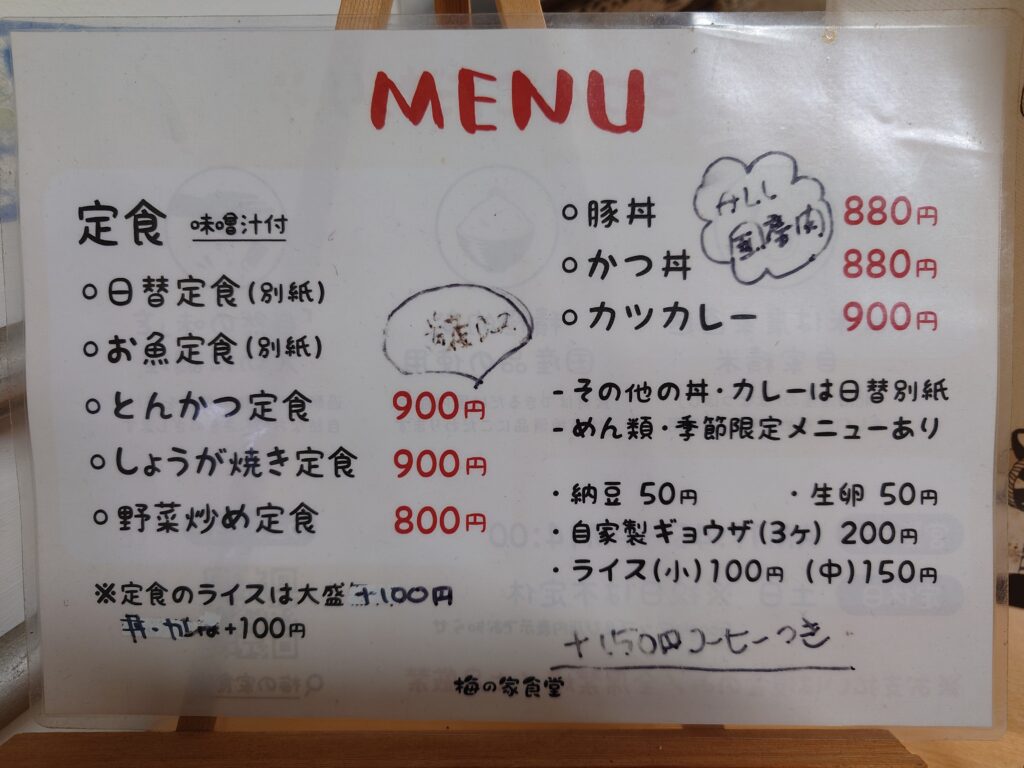 MENU
定食 味噌汁付
○日替定食(別紙)
○お魚定食(別紙)
○とんかつ定食 900円
○しょうが焼き定食 900円
○野菜炒め定食 800円
※定食のライスは大盛 +100円
丼・カレーは+100円
国産肉
○豚丼 880円
○かつ丼 880円
○カツカレー 900円
- その他の丼・カレーは日替別紙
- めん類・季節限定メニューあり
・納豆 50円 ・生卵 50円
・自家製ギョウザ(3ヶ) 200円
・ライス(小)100円 (中)150円
+150円コーヒーつき
梅の家食堂